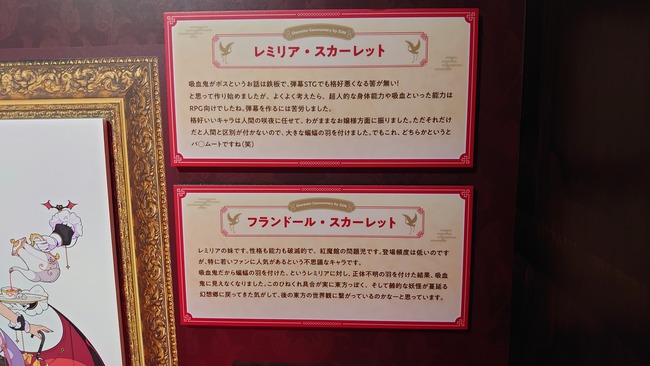 Character Commentary by ZUN
レミリア・スカーレット
吸血鬼がボスというお話は鉄板で、弾幕STGでも格好悪くなる筈が無い!
と思って作り始めましたが、よくよく考えたら、超人的な身体能力や吸血といった能力は
RPG向けでしたね。弾幕を作るには苦労しました。
格好いいキャラは人間の咲夜に任せて、わがままなお嬢様方面に振りました。ただそれだけ
だと人間と区別が付かないので、大きな蝙蝠の羽を付けました。でもこれ、どちらかというと
バ〇ムートですね(笑)
Character Commentary by ZUN
フランドール・スカーレット
レミリアの妹です。性格も能力も破滅的で、紅魔館の問題児です。登場頻度は低いのです
が、特に若いファンに人気があるという不思議なキャラです。
吸血鬼だから蝙蝠の羽を付けた、というレミリアに対し、正体不明の羽を付けた結果、吸血
鬼に見えなくなりました。このひねくれ具合が実に東方っぽく、そして純的な妖怪が蔓延る
幻想郷に戻ってきた気がして、後の東方の世界観に繋がっているのかなーと思っています。